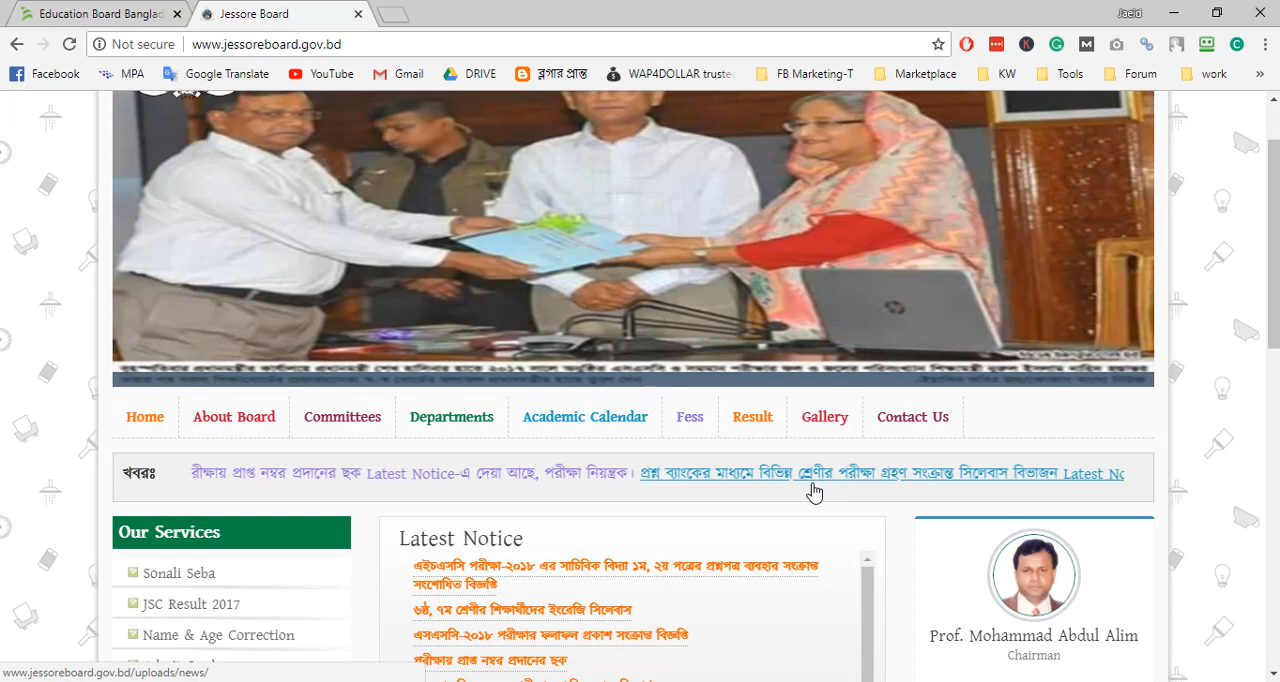 Education Board Banglad
Jessore Board
Jaeid
Not secure
www.jessoreboard.gov.bd
Facebook
MPA
Google Translate
YouTube
Gmail
DRIVE
ব্লগার প্রান্ত
WAP4DOLLAR truste
FB Marketing-T
Marketplace
KW
Tools
Forum
work
»
Home
About Board
Committees
Departments
Academic Calendar
Fess
Result
Gallery
Contact Us
খবরঃ
রীক্ষায় প্রাপ্ত নম্বর প্রদানের ছক Latest Notice-এ দেয়া আছে, পরীক্ষা নিয়ন্ত্রক। প্রশ্ন ব্যাংকের মাধ্যমে বিভিন্ন শ্রেণীর পরীক্ষা গ্রহণ সংক্রান্ত সিলেবাস বিভাজন Latest No
Our Services
Sonali Seba
JSC Result 2017
Name & Age Correction
Latest Notice
এইচএসসি পরীক্ষা-২০১৮ এর সাচিবিক বিদ্যা ১ম, ২য় পত্রের প্রশ্নপত্র ব্যবহার সংক্রান্ত
সংশোধিত বিজ্ঞপ্তি
৬ষ্ঠ, ৭ম শ্রেণীর শিক্ষার্থীদের ইংরেজি সিলেবাস
এসএসসি-২০১৮ পরীক্ষার ফলাফল প্রকাশ সংক্রান্ত বিজ্ঞপ্তি
পরীক্ষায় প্রাপ্ত নম্বর প্রদানের ছক
Prof. Mohammad Abdul Alim
Chairman
www.jessoreboard.gov.bd/uploads/news/